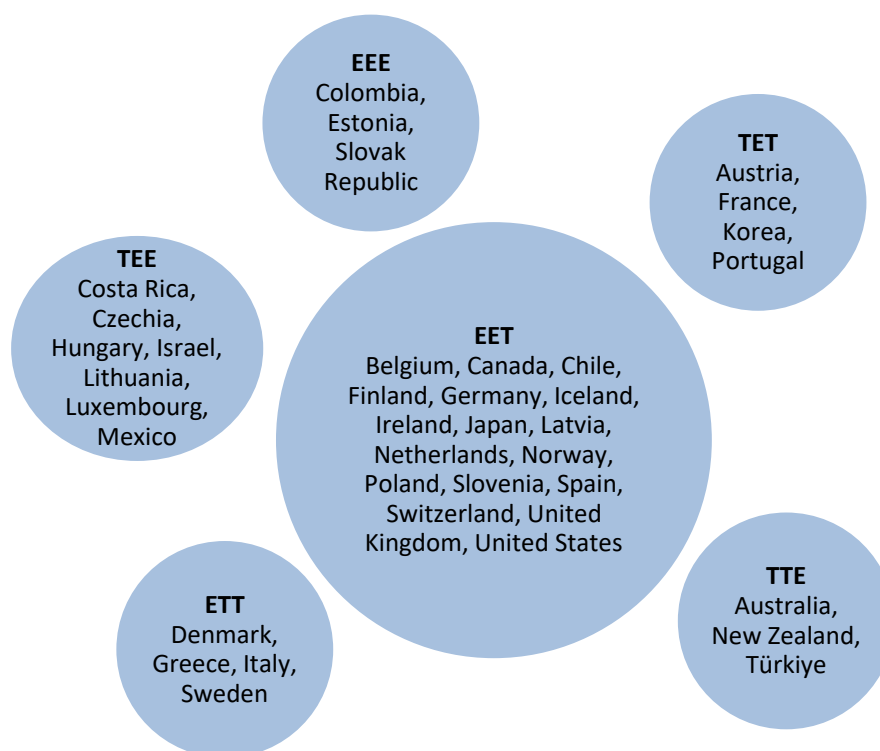 EEE
Colombia,
Estonia,
Slovak
Republic
TET
Austria,
France,
Korea,
Portugal
TEE
Costa Rica,
Czechia,
Hungary, Israel,
Lithuania,
Luxembourg,
Mexico
EET
Belgium, Canada, Chile,
Finland, Germany, Iceland,
Ireland, Japan, Latvia,
Netherlands, Norway,
Poland, Slovenia, Spain,
Switzerland, United
Kingdom, United States
ETT
Denmark,
Greece, Italy,
Sweden
TTE
Australia,
New Zealand,
Türkiye